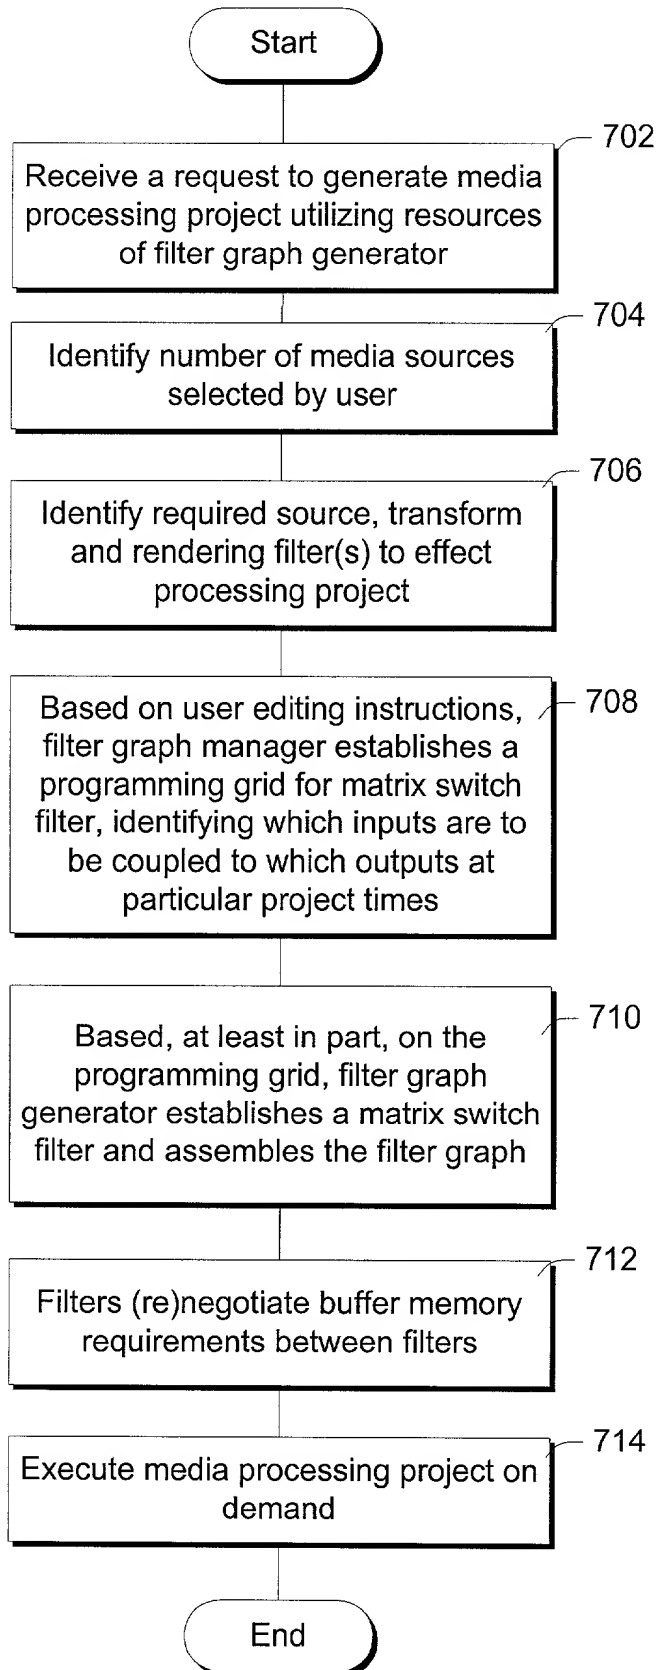 Start
702
Receive a request to generate media
processing project utilizing resources
of filter graph generator
704
Identify number of media sources
selected by user
706
Identify required source, transform
and rendering filter(s) to effect
processing project
708
Based on user editing instructions,
filter graph manager establishes a
programming grid for matrix switch
filter, identifying which inputs are to
be coupled to which outputs at
particular project times
710
Based, at least in part, on the
programming grid, filter graph
generator establishes a matrix switch
filter and assembles the filter graph
712
Filters (re)negotiate buffer memory
requirements between filters
714
Execute media processing project on
demand
End